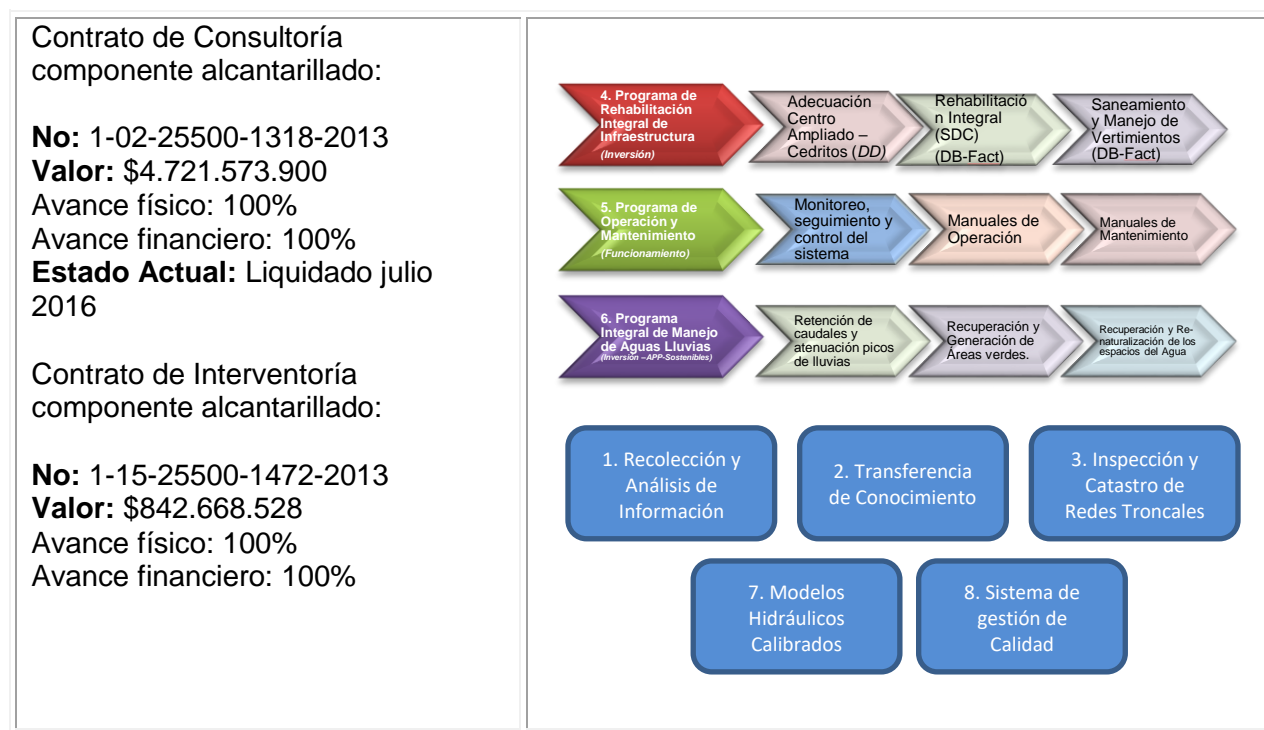 Contrato de Consultoría
componente alcantarillado:
No: 1-02-25500-1318-2013
Valor: $4.721.573.900
Avance físico: 100%
Avance financiero: 100%
Estado Actual: Liquidado julio
2016
Contrato de Interventoría
componente alcantarillado:
No: 1-15-25500-1472-2013
Valor: $842.668.528
Avance físico: 100%
Avance financiero: 100%
4. Programa de
Rehabilitación
Integral de
Infraestructura
(Inversión)
Adecuación
Centro
Ampliado –
Cedritos (DD)
Rehabilitació
n Integral
(SDC)
(DB-Fact)
Saneamiento
y Manejo de
Vertimientos
(DB-Fact)
5. Programa de
Operación y
Mantenimiento
(Funcionamiento)
Monitoreo,
seguimiento y
control del
sistema
Manuales de
Operación
Manuales de
Mantenimiento
6. Programa
Integral de Manejo
de Aguas Lluvias
(Inversión –APP-Sostenibles)
Retención de
caudales y
atenuación picos
de lluvias
Recuperación y
Generación de
Áreas verdes.
Recuperación y Re-
naturalización de los
espacios del Agua
1. Recolección y
Análisis de
Información
2. Transferencia
de Conocimiento
3. Inspección y
Catastro de
Redes Troncales
7. Modelos
Hidráulicos
Calibrados
8. Sistema de
gestión de
Calidad